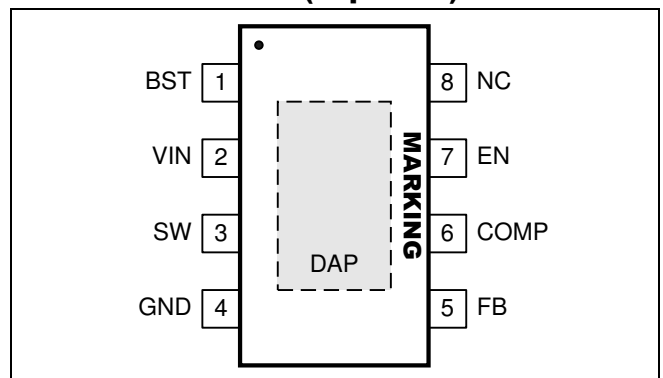 BST 1 8 NC
VIN 2 7 EN
SW 3 6 COMP
GND 4 5 FB
MARKING
DAP